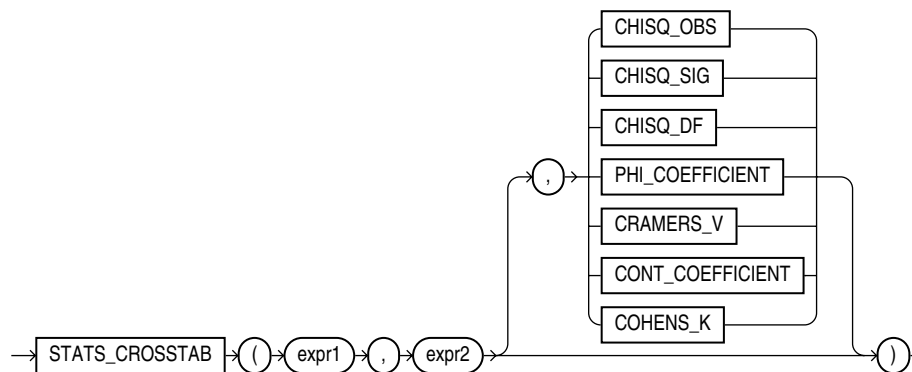 CHISQ_OBS
CHISQ_SIG
CHISQ_DF
, PHI_COEFFICIENT
CRAMERS_V
CONT_COEFFICIENT
COHENS_K
STATS_CROSSTAB ( expr1 , expr2 )